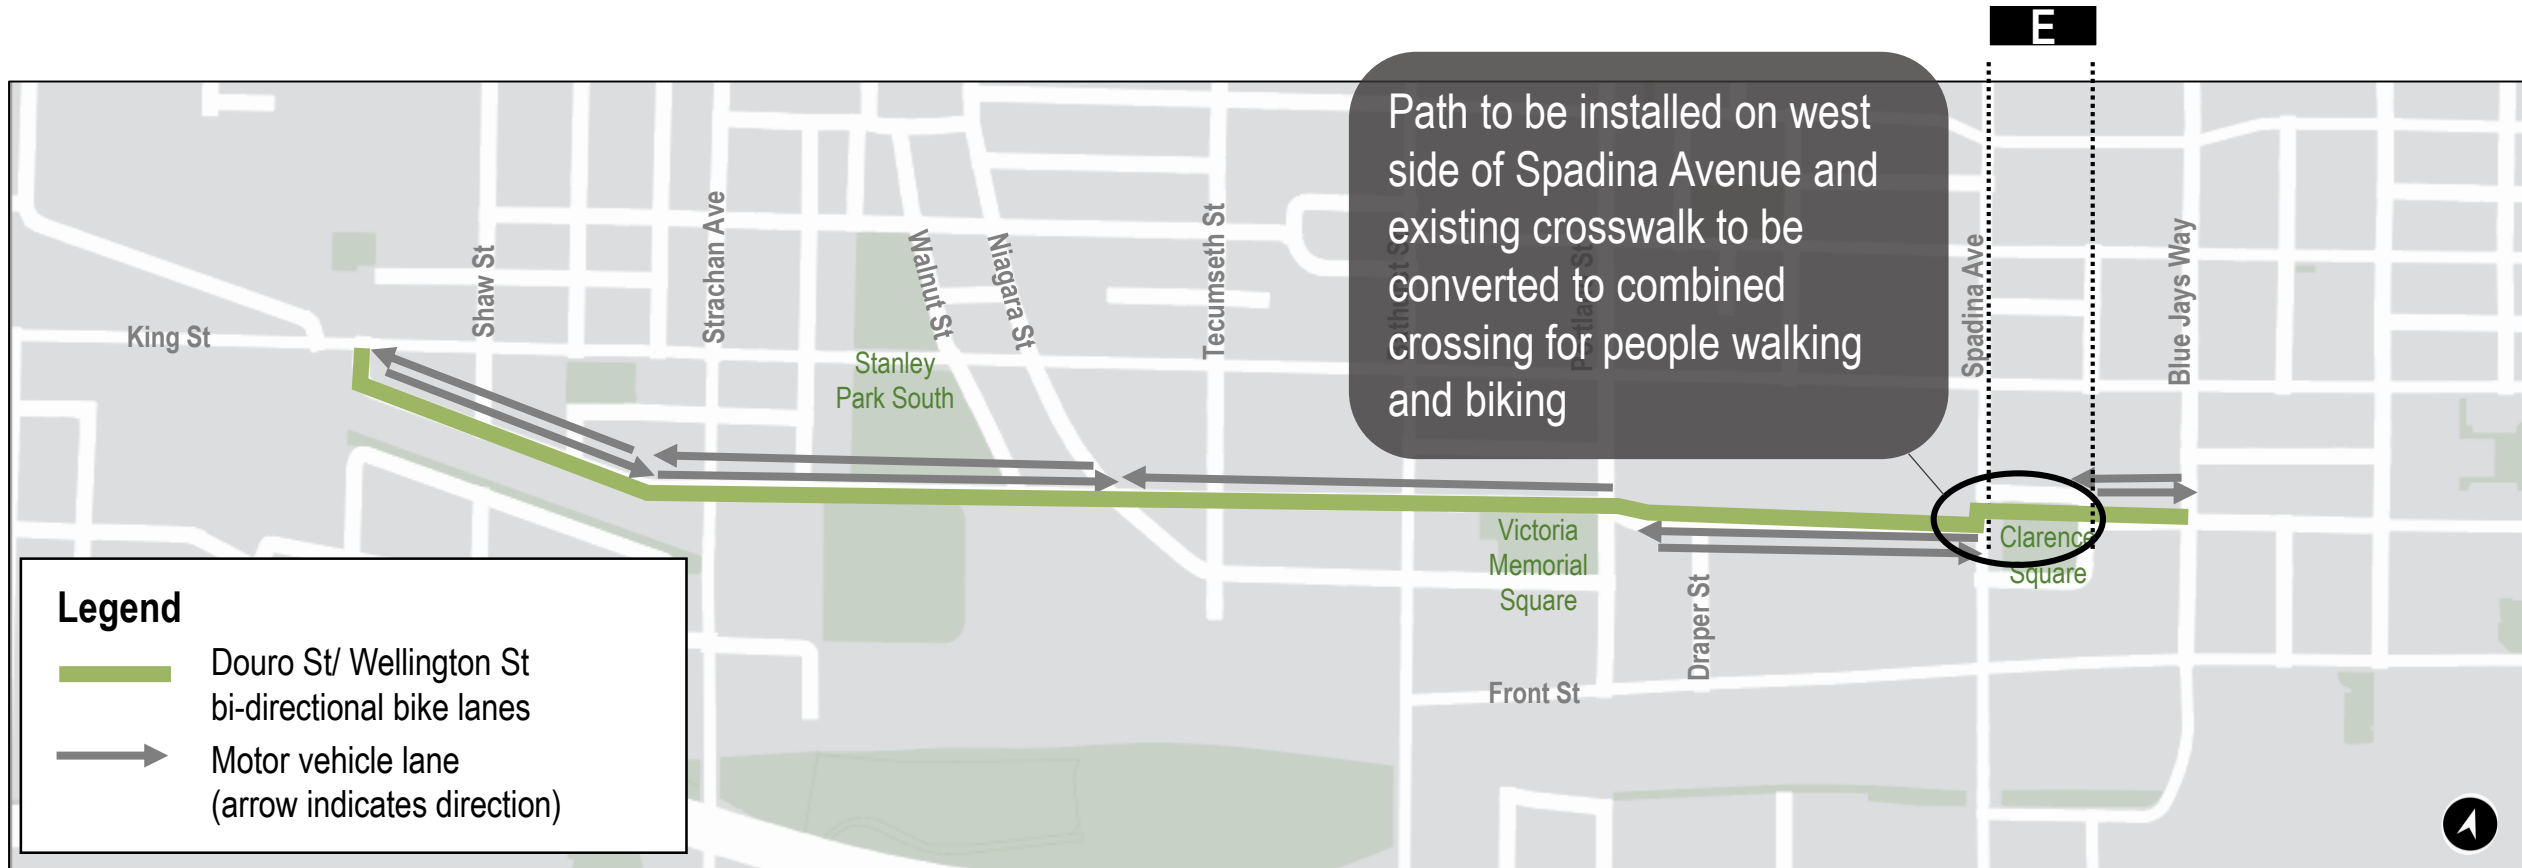 E
Path to be installed on west
side of Spadina Avenue and
existing crosswalk to be
converted to combined
crossing for people walking
and biking
King St
Shaw St
Strachan Ave
Walnut St
Niagara St
Tecumseth St
Spadina Ave
Blue Jays Way
Stanley
Park South
Victoria
Memorial
Square
Clarence
Square
Draper St
Front St
Legend
Douro St/ Wellington St
bi-directional bike lanes
Motor vehicle lane
(arrow indicates direction)